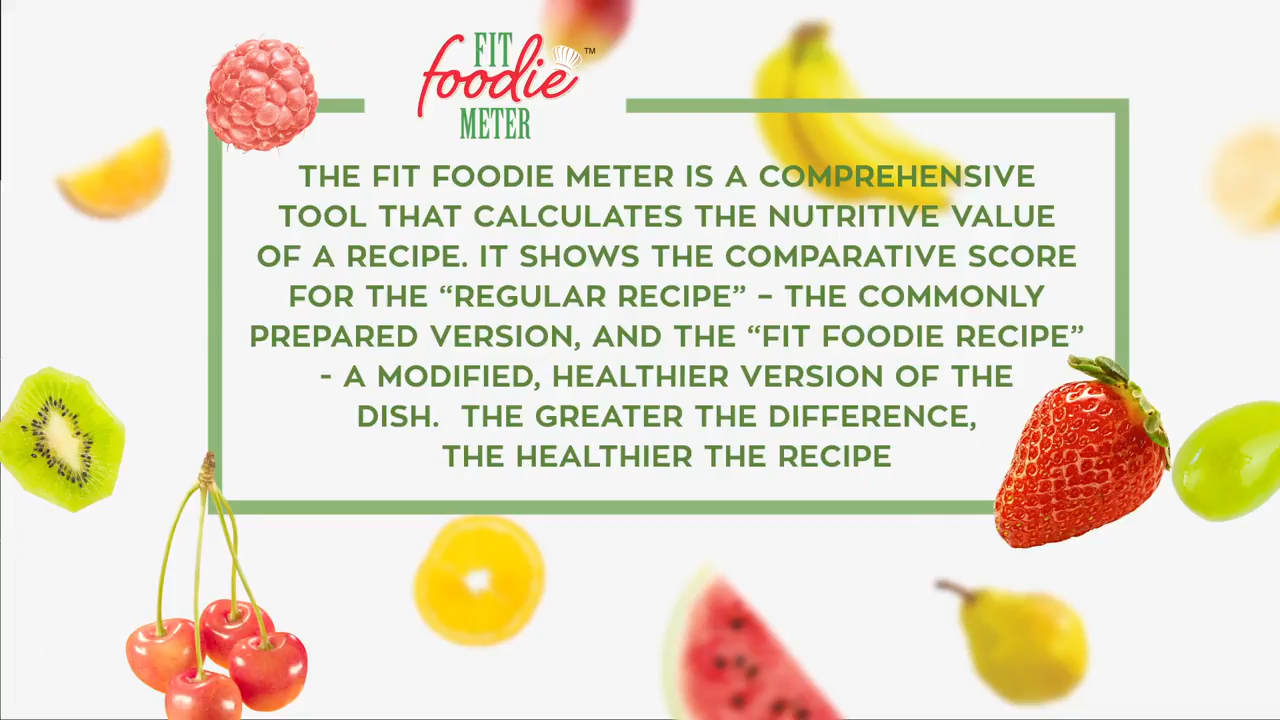 FIT
foodie™
METER
THE FIT FOODIE METER IS A COMPREHENSIVE
TOOL THAT CALCULATES THE NUTRITIVE VALUE
OF A RECIPE. IT SHOWS THE COMPARATIVE SCORE
FOR THE “REGULAR RECIPE” – THE COMMONLY
PREPARED VERSION, AND THE “FIT FOODIE RECIPE”
- A MODIFIED, HEALTHIER VERSION OF THE
DISH.  THE GREATER THE DIFFERENCE,
THE HEALTHIER THE RECIPE